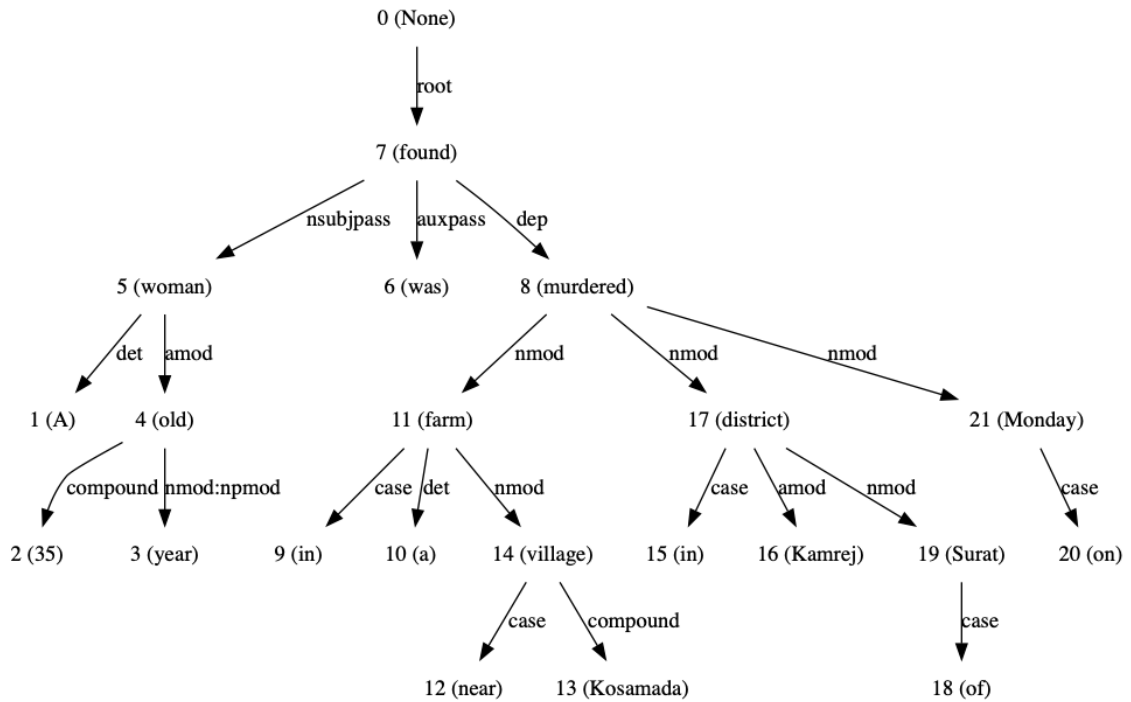 0 (None)
root
7 (found)
nsubjpass auxpass dep
5 (woman) 6 (was) 8 (murdered)
det amod nmod nmod nmod
1 (A) 4 (old) 11 (farm) 17 (district) 21 (Monday)
compound nmod:npmod case det nmod case amod nmod case
2 (35) 3 (year) 9 (in) 10 (a) 14 (village) 15 (in) 16 (Kamrej) 19 (Surat) 20 (on)
case compound case
12 (near) 13 (Kosamada) 18 (of)